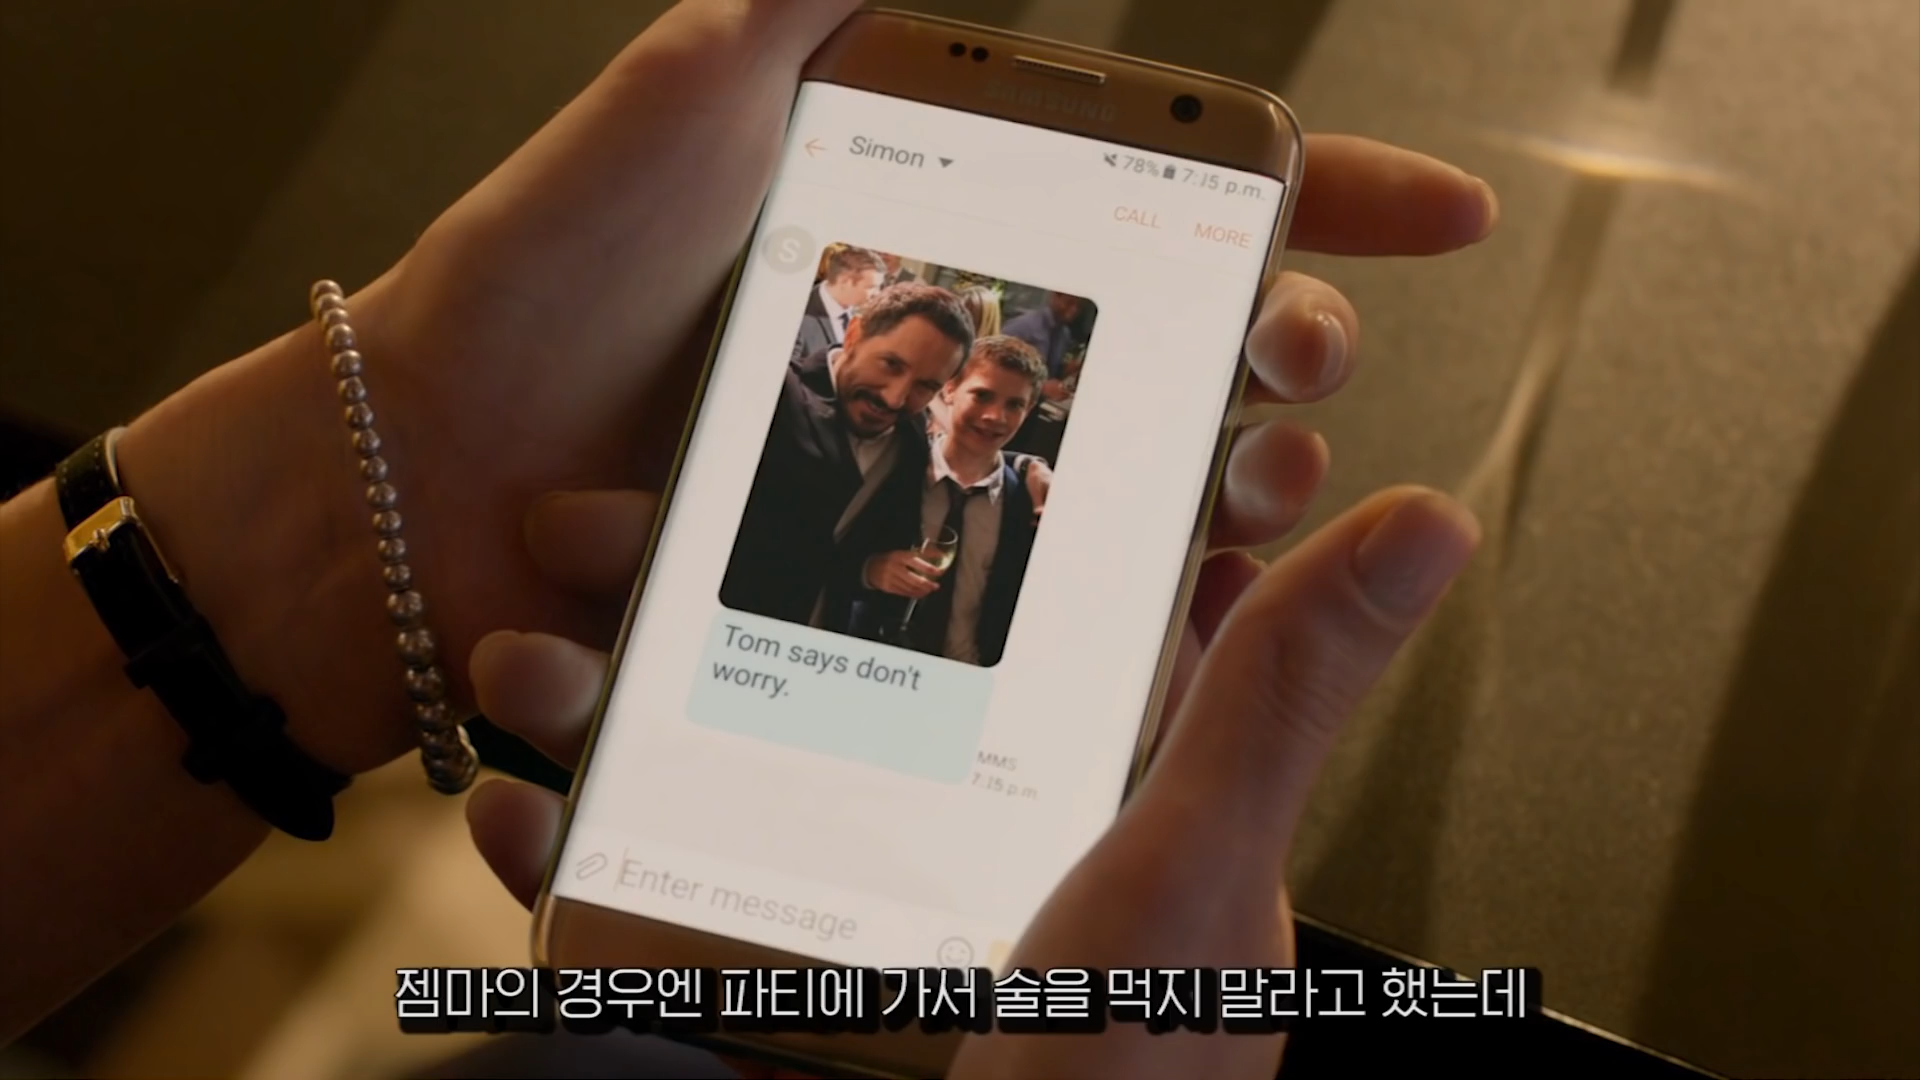 SAMSUNG
Simon
78% 7:15 p.m.
CALL MORE
S
Tom says don't
worry.
MMS
7:15 p.m.
Enter message
젬마의 경우엔 파티에 가서 술을 먹지 말라고 했는데